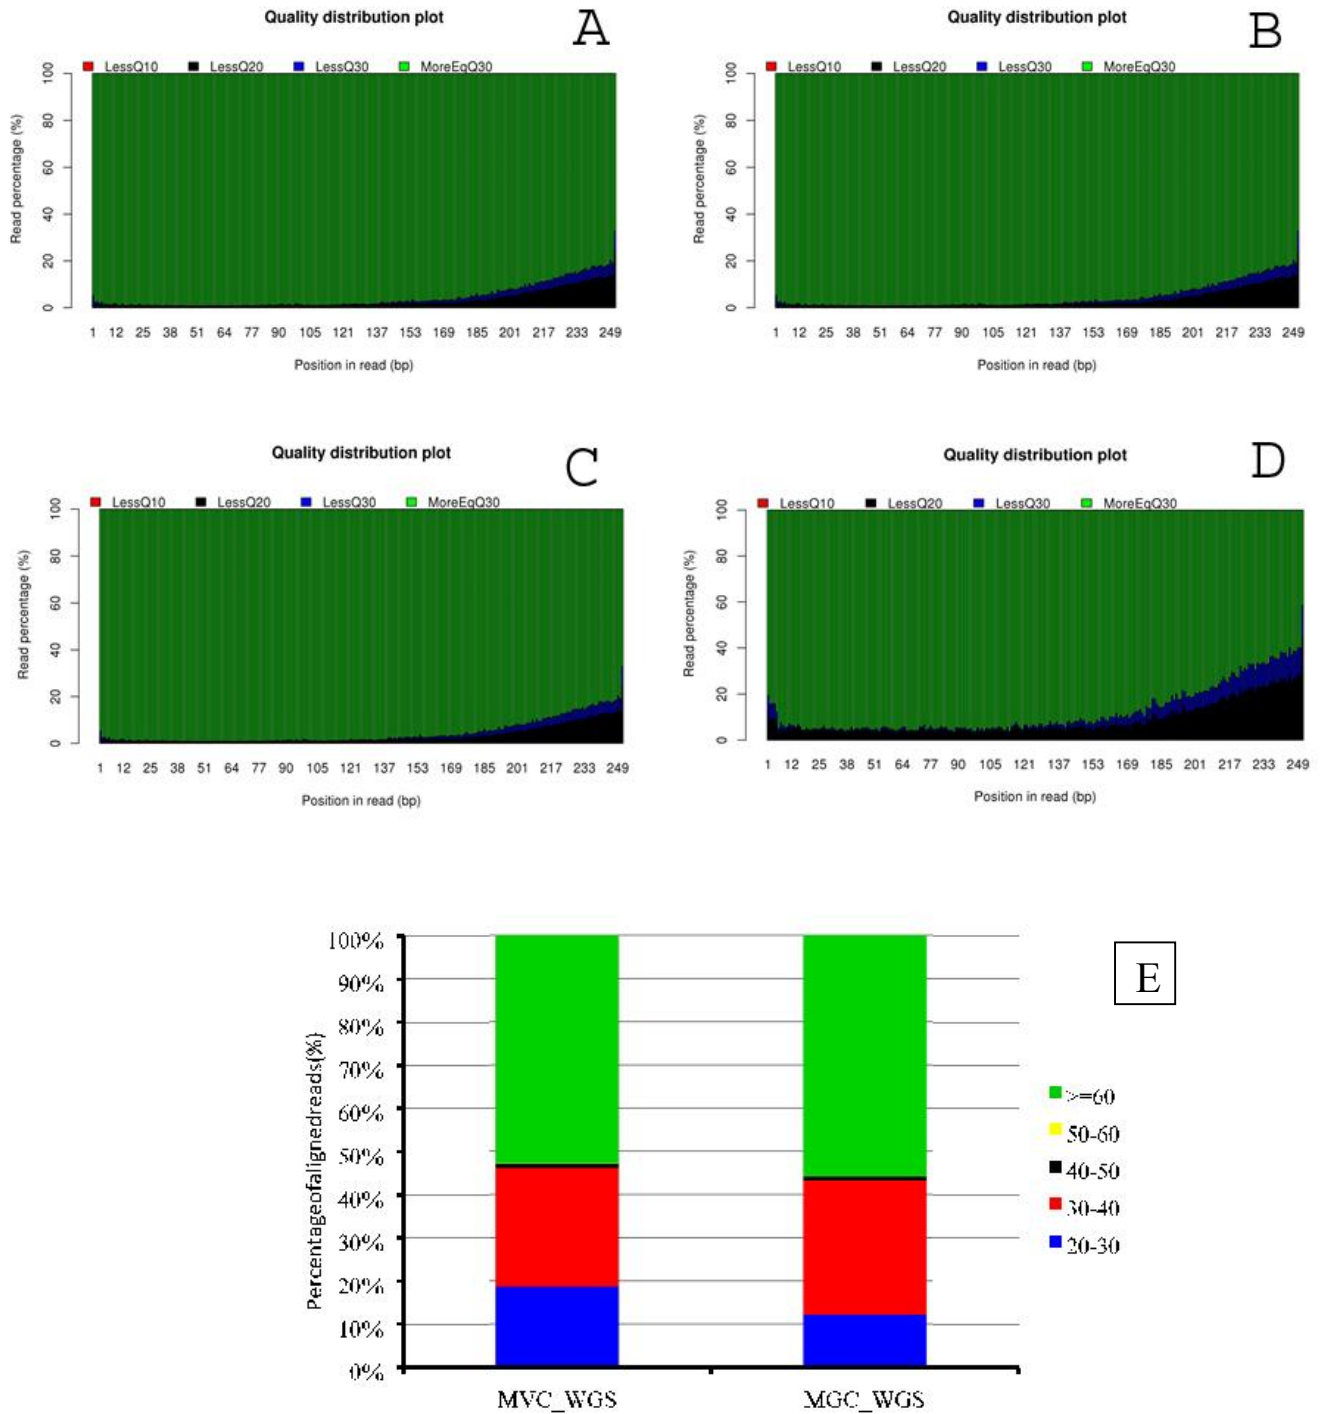 Quality distribution plot
A
LessQ10 LessQ20 LessQ30 MoreEqQ30
Read percentage (%)
100
80
60
40
20
0
1 12 25 38 51 64 77 90 105 121 137 153 169 185 201 217 233 249
Position in read (bp)
Quality distribution plot
B
LessQ10 LessQ20 LessQ30 MoreEqQ30
Read percentage (%)
100
80
60
40
20
0
1 12 25 38 51 64 77 90 105 121 137 153 169 185 201 217 233 249
Position in read (bp)
Quality distribution plot
C
LessQ10 LessQ20 LessQ30 MoreEqQ30
Read percentage (%)
100
80
60
40
20
0
1 12 25 38 51 64 77 90 105 121 137 153 169 185 201 217 233 249
Position in read (bp)
Quality distribution plot
D
LessQ10 LessQ20 LessQ30 MoreEqQ30
Read percentage (%)
100
80
60
40
20
0
1 12 25 38 51 64 77 90 105 121 137 153 169 185 201 217 233 249
Position in read (bp)
E
Percentageofalignedreads(%)
100%
90%
80%
70%
60%
50%
40%
30%
20%
10%
0%
MVC_WGS MGC_WGS
>=60
50-60
40-50
30-40
20-30